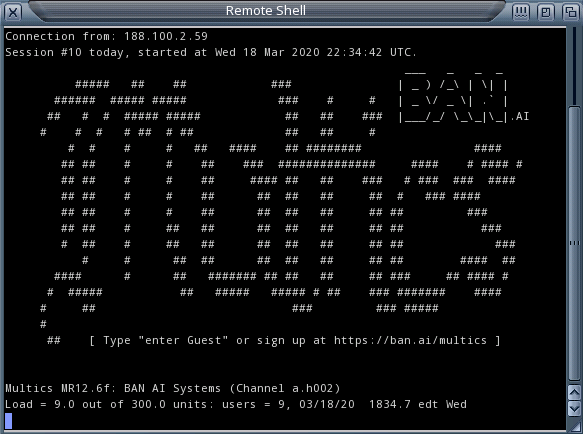 Remote Shell
Connection from: 188.100.2.59
Session #10 today, started at Wed 18 Mar 2020 22:34:42 UTC.
BAN.AI
Multics
[ Type "enter Guest" or sign up at https://ban.ai/multics ]
Multics MR12.6f: BAN AI Systems (Channel a.h002)
Load = 9.0 out of 300.0 units: users = 9, 03/18/20  1834.7 edt Wed